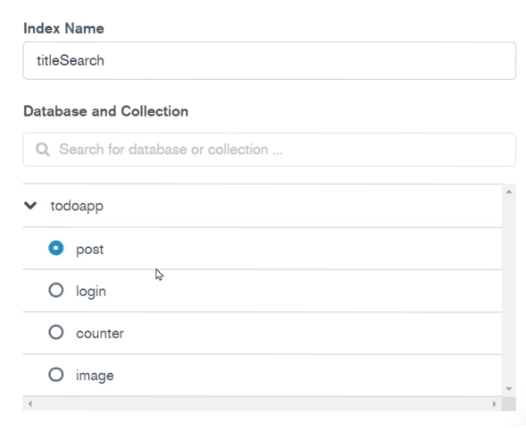 Index Name
titleSearch
Database and Collection
Search for database or collection ...
todoapp
post
login
counter
image